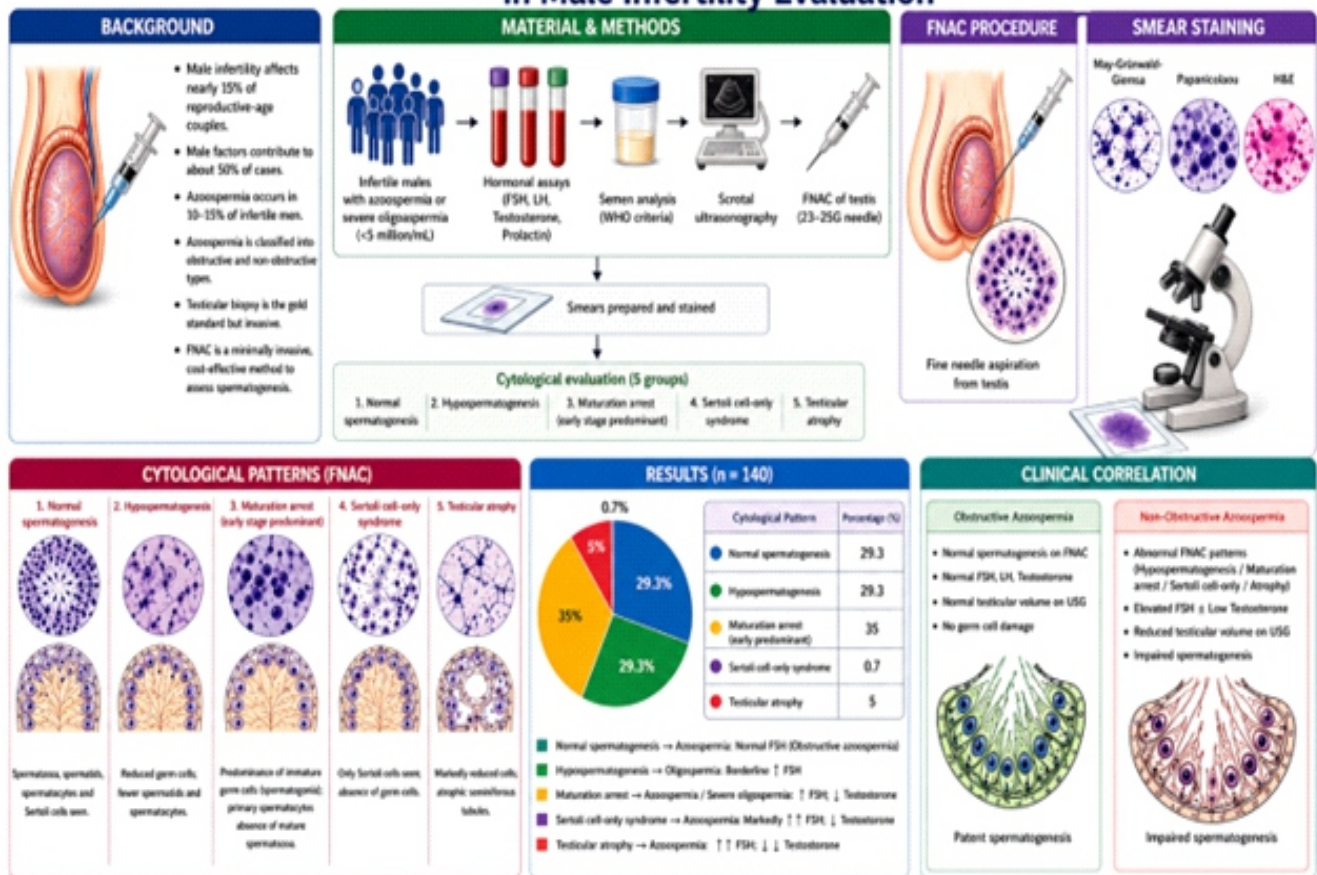 in Male Infertility Evaluation
BACKGROUND
• Male infertility affects
nearly 15% of
reproductive-age
couples.
• Male factors contribute to
about 50% of cases.
• Azoospermia occurs in
10–15% of infertile men.
• Azoospermia is classified into
obstructive and non-obstructive
types.
• Testicular biopsy is the gold
standard but invasive.
• FNAC is a minimally invasive,
cost-effective method to
assess spermatogenesis.
MATERIAL & METHODS
Infertile males
with azoospermia or
severe oligoaspermia
(<5 million/mL)
Hormonal assays
(FSH, LH,
Testosterone,
Prolactin)
Semen analysis
(WHO criteria)
Scrotal
ultrasonography
FNAC of testis
(23–25G needle)
Smears prepared and stained
Cytological evaluation (5 groups)
1. Normal
spermatogenesis
2. Hypospermatogenesis
3. Maturation arrest
(early stage predominant)
4. Sertoli cell-only
syndrome
5. Testicular
atrophy
FNAC PROCEDURE
Fine needle aspiration
from testis
SMEAR STAINING
May-Grünwald-
Giemsa
Papanicolaou
H&E
CYTOLOGICAL PATTERNS (FNAC)
1. Normal
spermatogenesis
2. Hypospermatogenesis
3. Maturation arrest
(early stage predominant)
4. Sertoli cell-only
syndrome
5. Testicular atrophy
Spermatozoa, spermatids,
spermatocytes and
Sertoli cells seen.
Reduced germ cells;
fewer spermatids and
spermatocytes.
Predominance of immature
germ cells (spermatogonia);
primary spermatocytes
absence of mature
spermatozoa.
Only Sertoli cells seen;
absence of germ cells.
Markedly reduced cells,
atrophic seminiferous
tubules.
RESULTS (n = 140)
0.7%
5%
29.3%
35%
29.3%
Cytological Pattern Percentage (%)
Normal spermatogenesis 29.3
Hypospermatogenesis 29.3
Maturation arrest
(early predominant) 35
Sertoli cell-only syndrome 0.7
Testicular atrophy 5
Normal spermatogenesis → Azoospermia: Normal FSH (Obstructive azoospermia)
Hypospermatogenesis → Oligospermia: Borderline ↑ FSH
Maturation arrest → Azoospermia / Severe oligospermia: ↑ FSH; ↓ Testosterone
Sertoli cell-only syndrome → Azoospermia: Markedly ↑↑ FSH; ↓ Testosterone
Testicular atrophy → Azoospermia: ↑↑ FSH; ↓↓ Testosterone
CLINICAL CORRELATION
Obstructive Azoospermia
• Normal spermatogenesis on FNAC
• Normal FSH, LH, Testosterone
• Normal testicular volume on USG
• No germ cell damage
Patent spermatogenesis
Non-Obstructive Azoospermia
• Abnormal FNAC patterns
(Hypospermatogenesis / Maturation
arrest / Sertoli cell-only / Atrophy)
• Elevated FSH ± Low Testosterone
• Reduced testicular volume on USG
• Impaired spermatogenesis
Impaired spermatogenesis